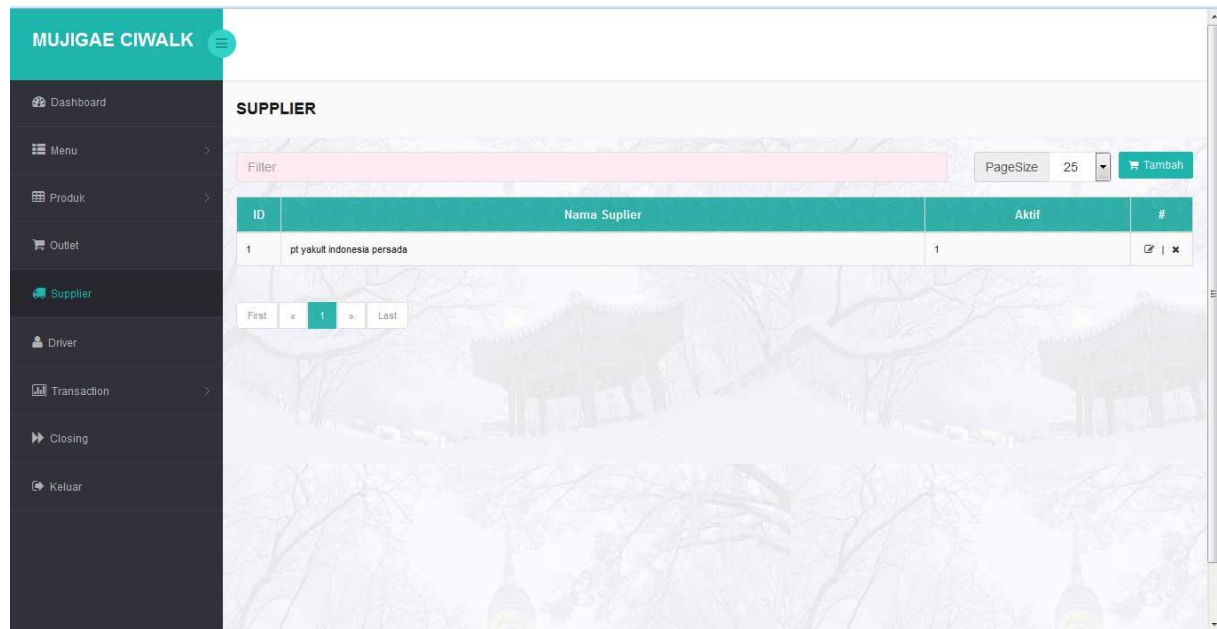 MUJIGAE CIWALK
Dashboard
Menu
Produk
Outlet
Supplier
Driver
Transaction
Closing
Keluar
SUPPLIER
Filter
PageSize 25 Tambah
ID Nama Suplier Aktif #
1 pt yakult indonesia persada 1 |
First « 1 » Last